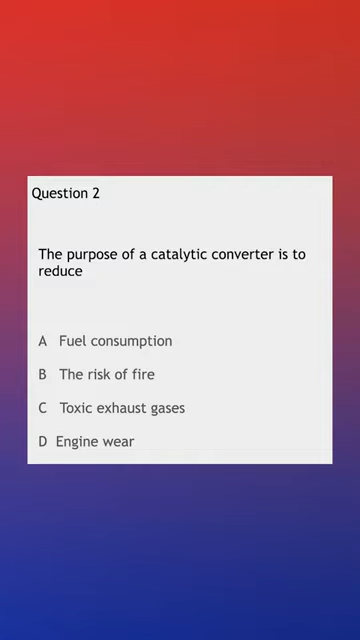 Question 2
The purpose of a catalytic converter is to
reduce
A Fuel consumption
B The risk of fire
C Toxic exhaust gases
D Engine wear